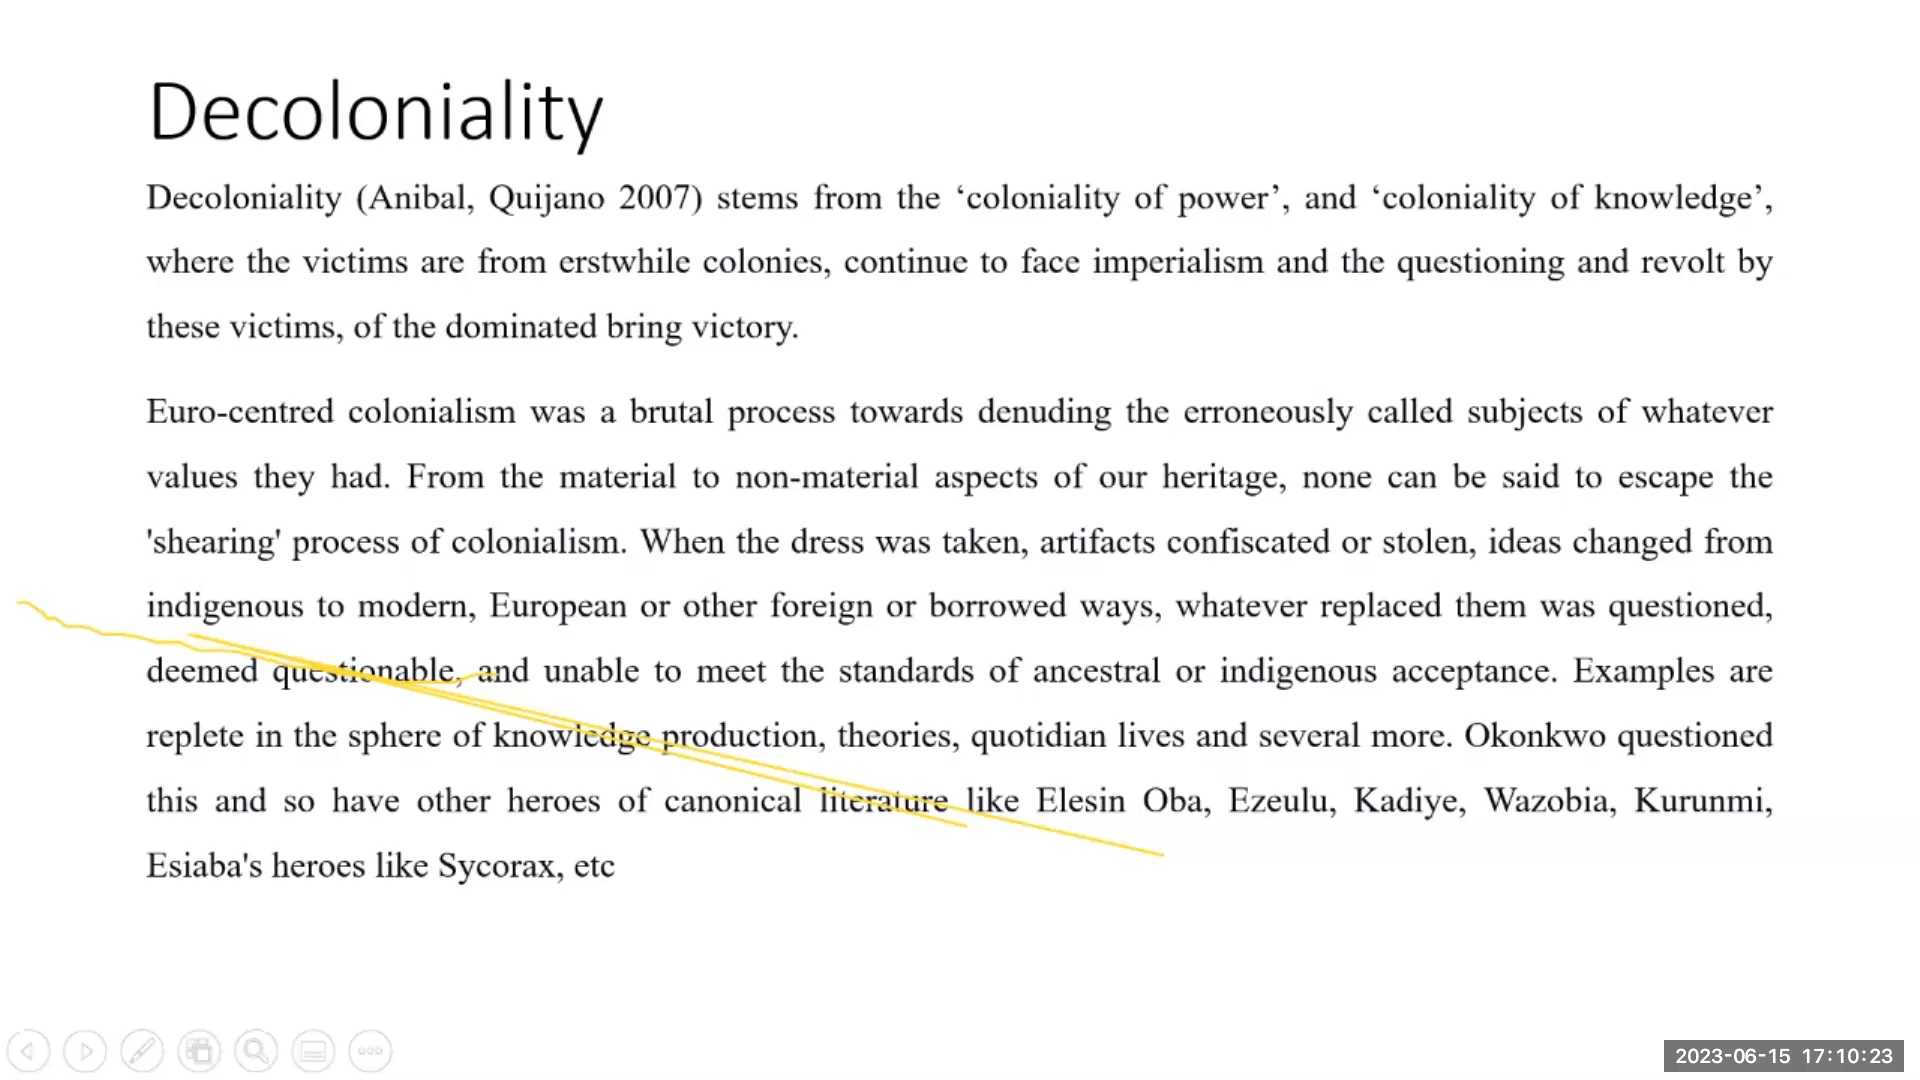 Decoloniality
Decoloniality (Anibal, Quijano 2007) stems from the ‘coloniality of power’, and ‘coloniality of knowledge’,
where the victims are from erstwhile colonies, continue to face imperialism and the questioning and revolt by
these victims, of the dominated bring victory.
Euro-centred colonialism was a brutal process towards denuding the erroneously called subjects of whatever
values they had. From the material to non-material aspects of our heritage, none can be said to escape the
'shearing' process of colonialism. When the dress was taken, artifacts confiscated or stolen, ideas changed from
indigenous to modern, European or other foreign or borrowed ways, whatever replaced them was questioned,
deemed questionable, and unable to meet the standards of ancestral or indigenous acceptance. Examples are
replete in the sphere of knowledge production, theories, quotidian lives and several more. Okonkwo questioned
this and so have other heroes of canonical literature like Elesin Oba, Ezeulu, Kadiye, Wazobia, Kurunmi,
Esiaba's heroes like Sycorax, etc
2023-06-15 17:10:23